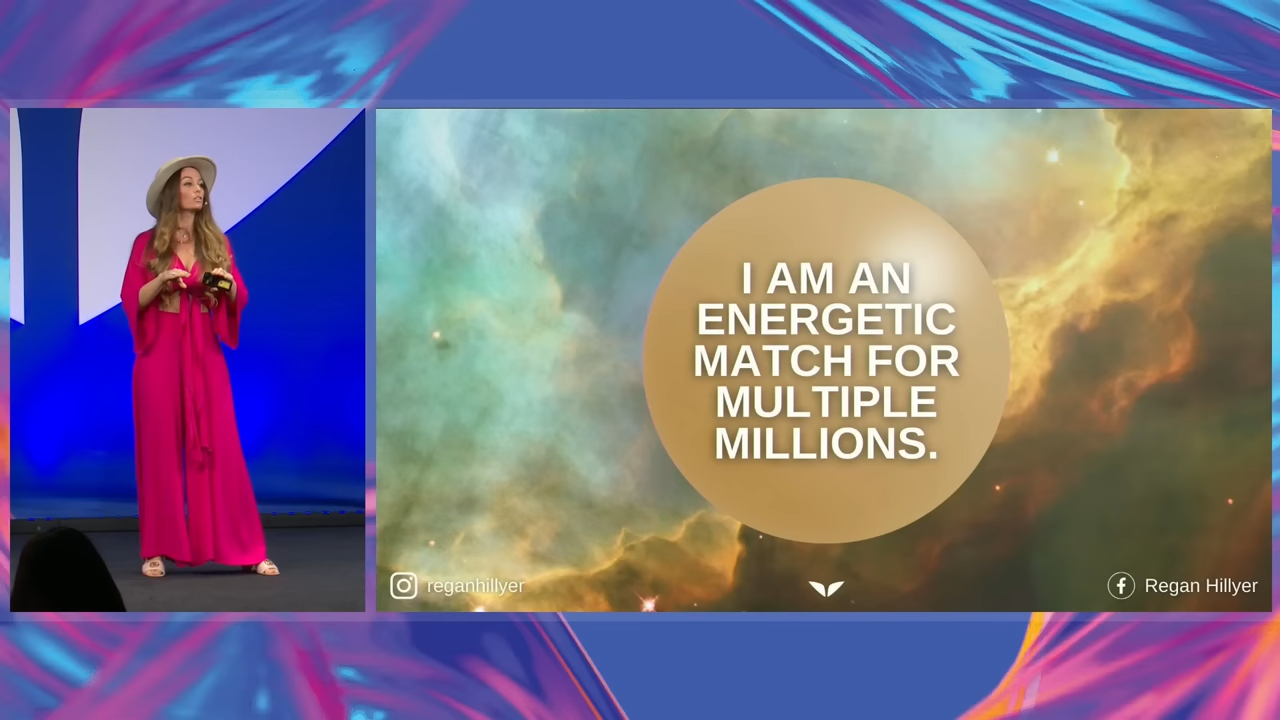 I AM AN
ENERGETIC
MATCH FOR
MULTIPLE
MILLIONS.
reganhillyer
Regan Hillyer